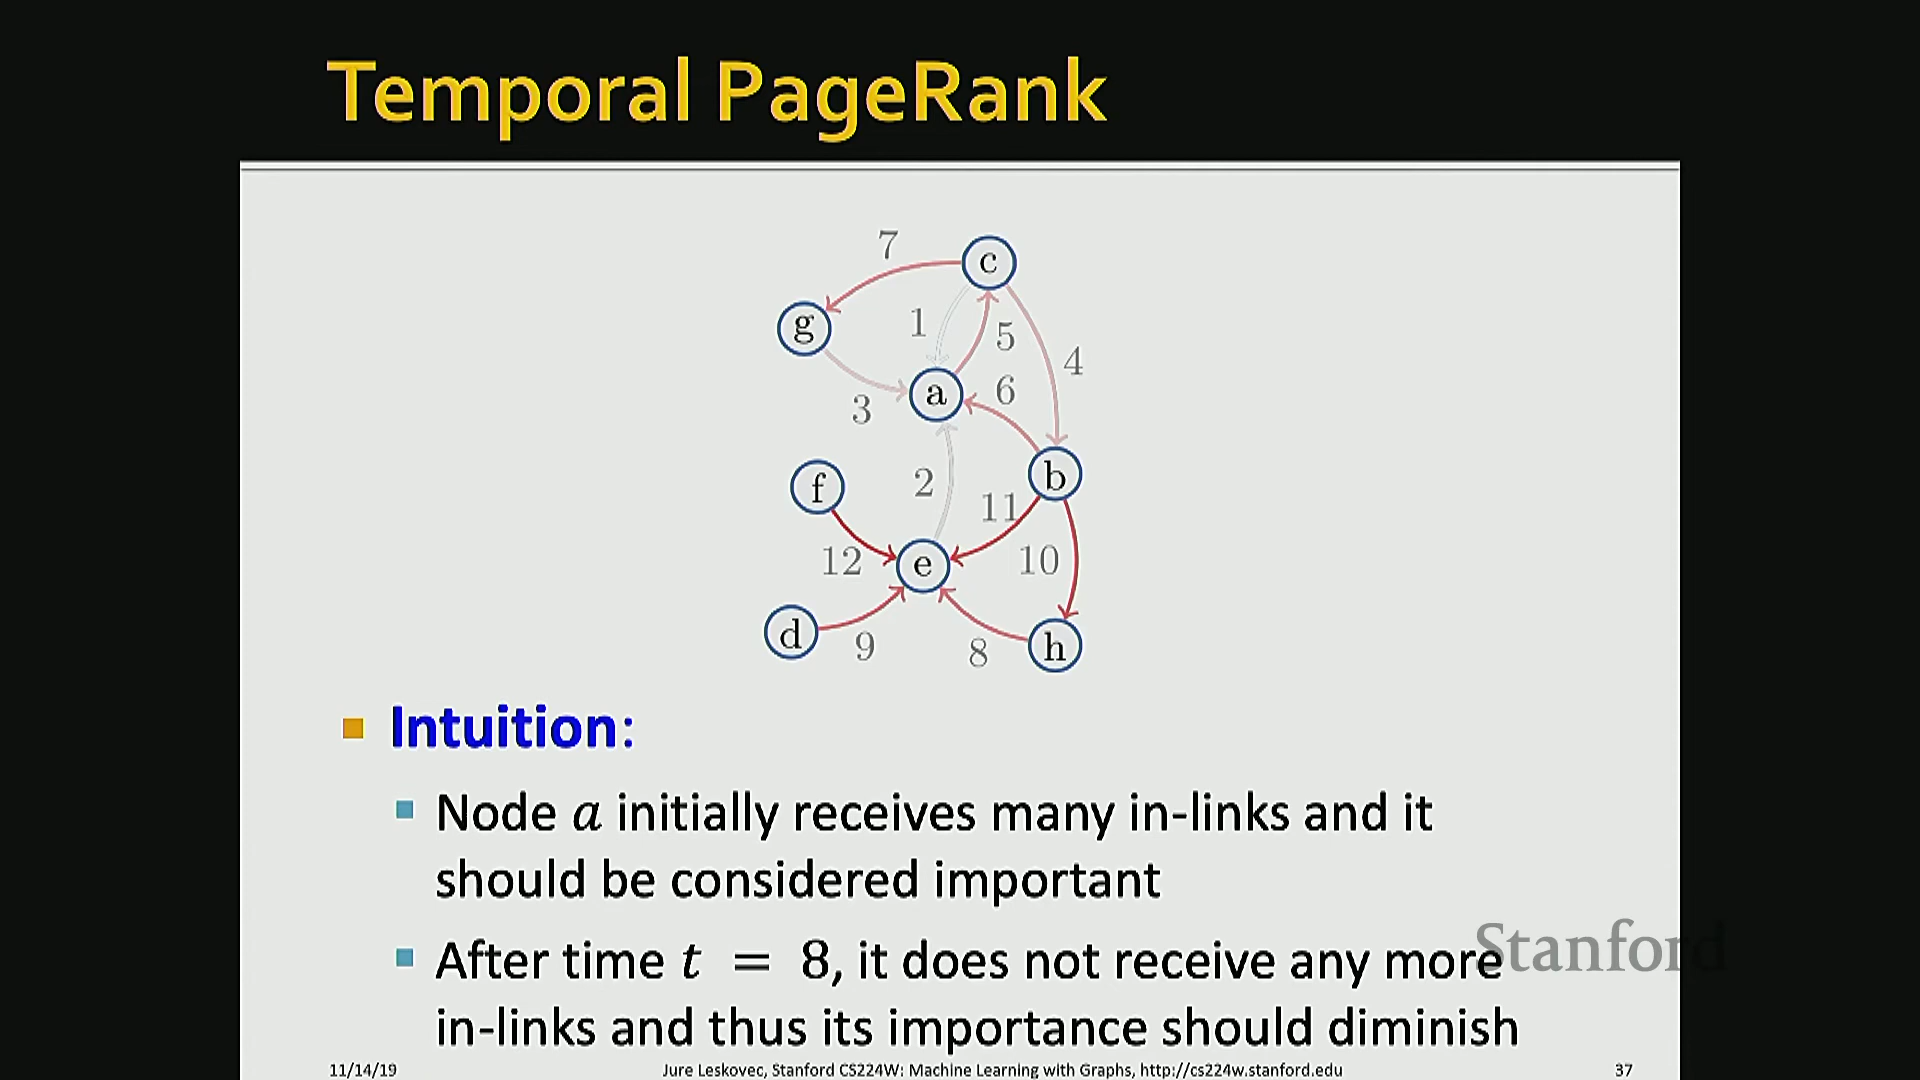 Temporal PageRank
7
c
g
1
5
4
a
6
3
f
2
b
11
12
e
10
d
9
8
h
Intuition:
Node a initially receives many in-links and it
should be considered important
After time t = 8, it does not receive any more
in-links and thus its importance should diminish
Stanford
11/14/19
Jure Leskovec, Stanford CS224W: Machine Learning with Graphs, http://cs224w.stanford.edu
37